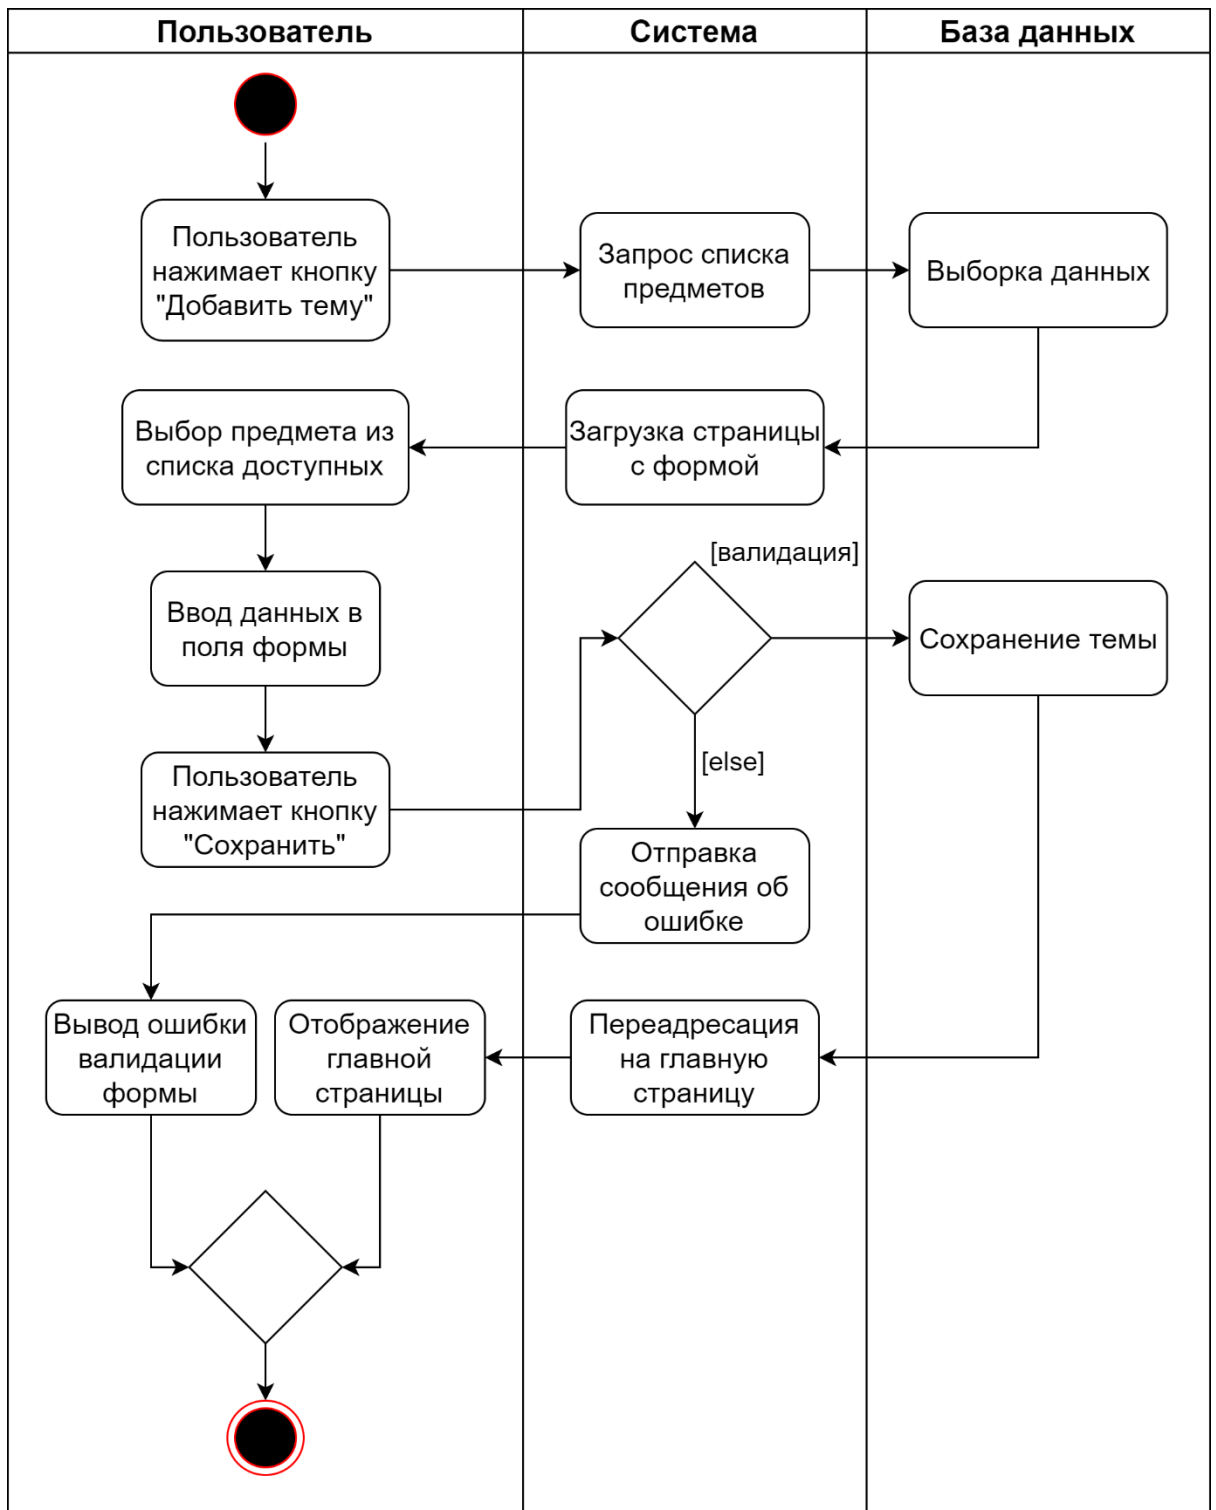 Пользователь
Система
База данных
Пользователь
нажимает кнопку
"Добавить тему"
Запрос списка
предметов
Выборка данных
Выбор предмета из
списка доступных
Загрузка страницы
с формой
[валидация]
Ввод данных в
поля формы
Сохранение темы
[else]
Пользователь
нажимает кнопку
"Сохранить"
Отправка
сообщения об
ошибке
Вывод ошибки
валидации
формы
Отображение
главной
страницы
Переадресация
на главную
страницу